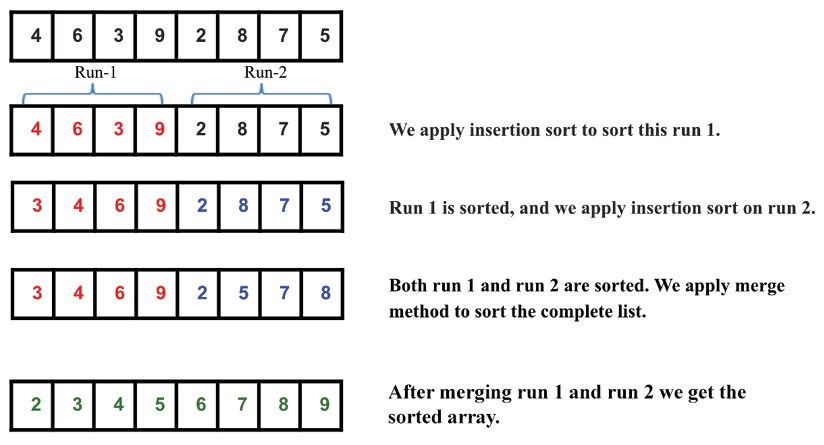 4 6 3 9 2 8 7 5
Run-1 Run-2
4 6 3 9 2 8 7 5
We apply insertion sort to sort this run 1.
3 4 6 9 2 8 7 5
Run 1 is sorted, and we apply insertion sort on run 2.
3 4 6 9 2 5 7 8
Both run 1 and run 2 are sorted. We apply merge
method to sort the complete list.
2 3 4 5 6 7 8 9
After merging run 1 and run 2 we get the
sorted array.